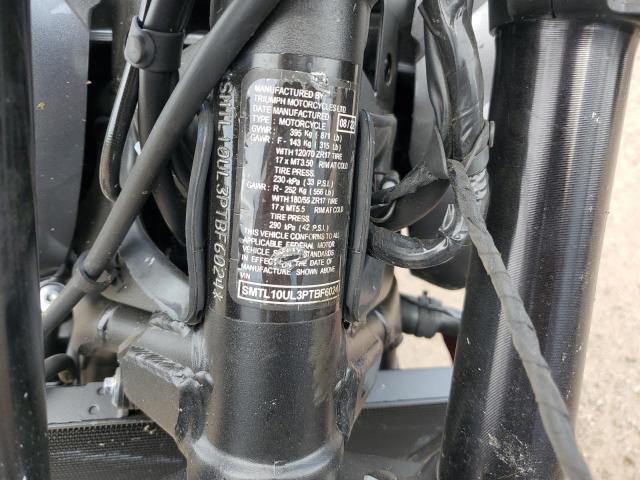 MANUFACTURED BY
TRIUMPH MOTORCYCLES LTD
DATE MANUFACTURED
08/2
TYPE: MOTORCYCLE
GVWR: 395 Kg (871 Lb)
GAWR: F- 143 Kg (315 Lb)
WITH 120/70 ZR17 TIRE
17 x MT3.50 RIM AT COLD
TIRE PRESS.
230-kPa (33 P.S.I.)
GAWR: R- 252 Kg (556 Lb)
WITH 180/55 ZR17 TIRE
17 x MT5.5 RIM AT COLD
TIRE PRESS.
290 kPa (42 P.S.I.)
THIS VEHICLE CONFORMS TO ALL
APPLICABLE FEDERAL MOTOR
VEHICLE SAFETY STANDARDS
IN EFFECT ON THE DATE OF
MANUFACTURE SHOWN ABOVE
VIN
SMTL10UL3PTBF6024